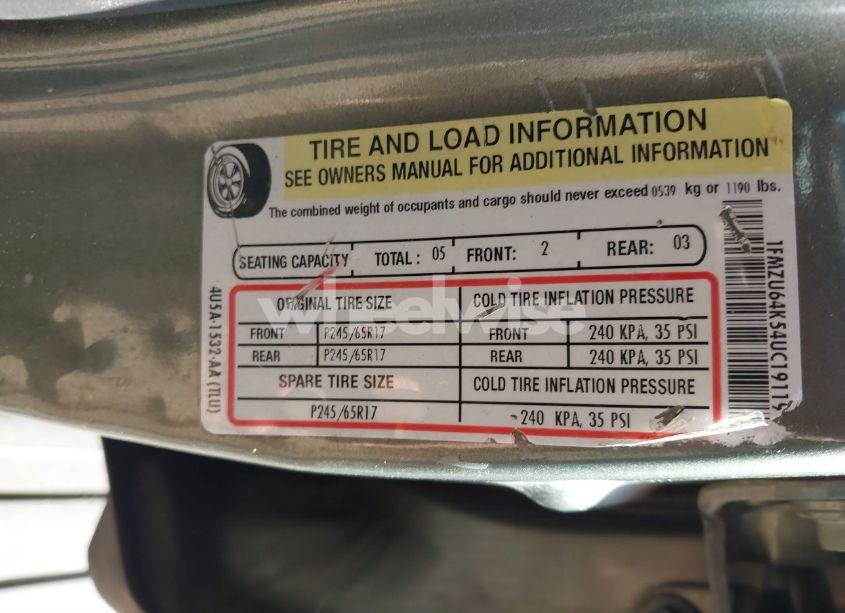 TIRE AND LOAD INFORMATION
SEE OWNERS MANUAL FOR ADDITIONAL INFORMATION
The combined weight of occupants and cargo should never exceed 0539 kg or 1190 lbs.
SEATING CAPACITY TOTAL : 05 FRONT: 2 REAR: 03
ORIGINAL TIRE SIZE COLD TIRE INFLATION PRESSURE
FRONT P245/65R17 FRONT 240 KPA, 35 PSI
REAR P245/65R17 REAR 240 KPA, 35 PSI
SPARE TIRE SIZE COLD TIRE INFLATION PRESSURE
P245/65R17 240 KPA, 35 PSI
4U5A-1532-AA (TLU)
1FMZU64K54UC19119
wheelwise